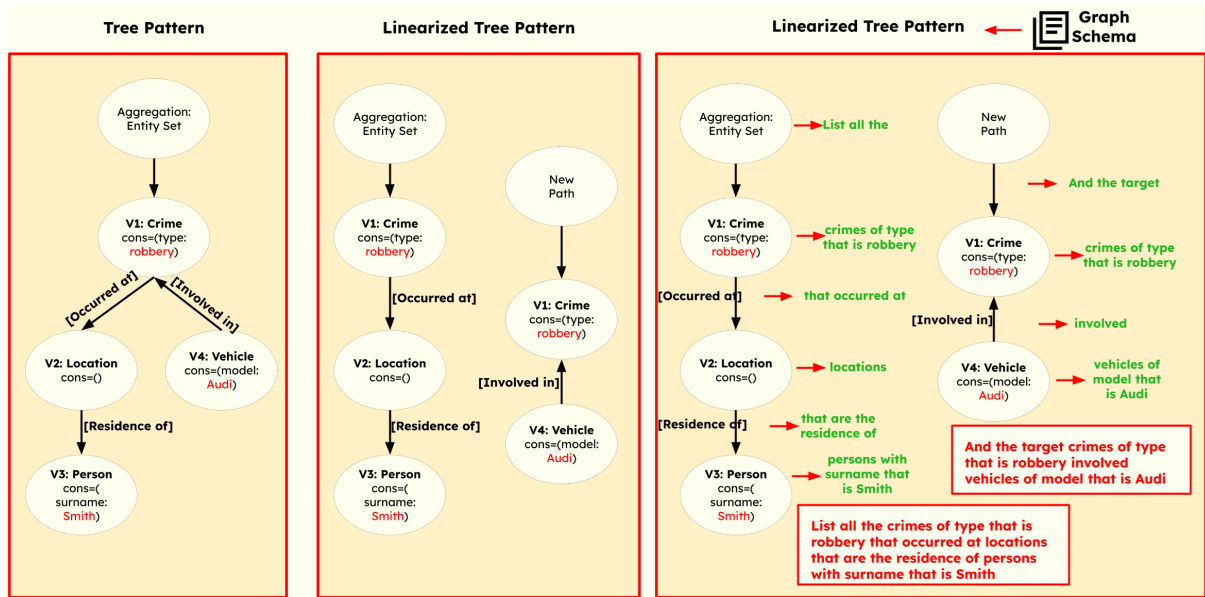 Tree Pattern
Aggregation:
Entity Set
V1: Crime
cons=(type:
robbery)
[Occurred at]
[Involved in]
V2: Location
cons=()
V4: Vehicle
cons=(model:
Audi)
[Residence of]
V3: Person
cons=(
surname:
Smith)
Linearized Tree Pattern
Aggregation:
Entity Set
V1: Crime
cons=(type:
robbery)
[Occurred at]
V2: Location
cons=()
[Residence of]
V3: Person
cons=(
surname:
Smith)
New
Path
V1: Crime
cons=(type:
robbery)
[Involved in]
V4: Vehicle
cons=(model:
Audi)
Linearized Tree Pattern
Graph
Schema
Aggregation:
Entity Set
List all the
V1: Crime
cons=(type:
robbery)
crimes of type
that is robbery
[Occurred at]
that occurred at
V2: Location
cons=()
locations
[Residence of]
that are the
residence of
V3: Person
cons=(
surname:
Smith)
persons with
surname that
is Smith
List all the crimes of type that is
robbery that occurred at locations
that are the residence of persons
with surname that is Smith
New
Path
And the target
V1: Crime
cons=(type:
robbery)
crimes of type
that is robbery
[Involved in]
involved
V4: Vehicle
cons=(model:
Audi)
vehicles of
model that
is Audi
And the target crimes of type
that is robbery involved
vehicles of model that is Audi